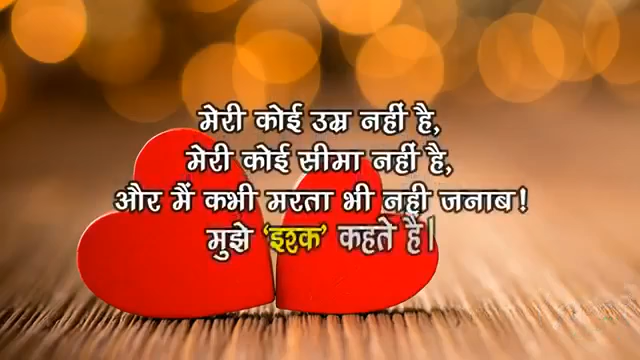 मेरी कोई उम्र नहीं है,
मेरी कोई सीमा नहीं है,
और मैं कभी मरता भी नही जनाब!
मुझे ‘इश्क’ कहते है।